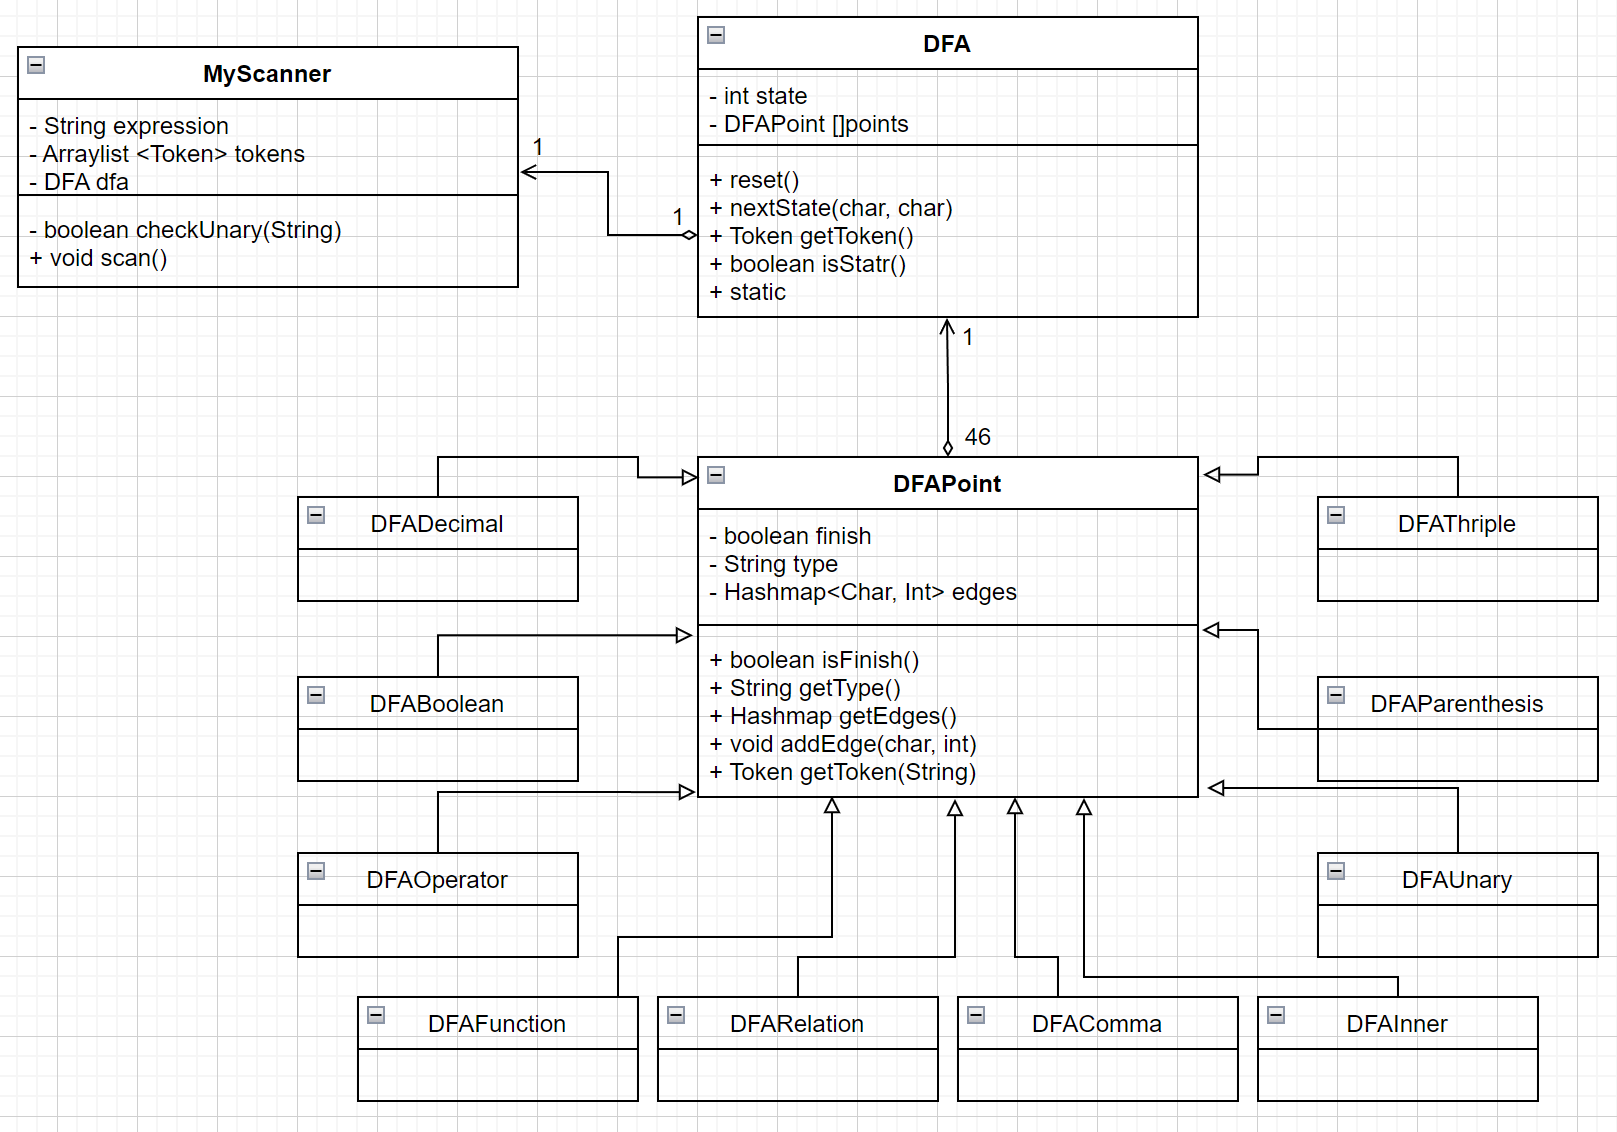 MyScanner
- String expression
- Arraylist <Token> tokens
- DFA dfa
- boolean checkUnary(String)
+ void scan()
1
1
DFA
- int state
- DFAPoint []points
+ reset()
+ nextState(char, char)
+ Token getToken()
+ boolean isStatr()
+ static
1
46
DFAPoint
- boolean finish
- String type
- Hashmap<Char, Int> edges
+ boolean isFinish()
+ String getType()
+ Hashmap getEdges()
+ void addEdge(char, int)
+ Token getToken(String)
DFADecimal
DFAThriple
DFABoolean
DFAParenthesis
DFAOperator
DFAUnary
DFAFunction
DFARelation
DFAComma
DFAInner